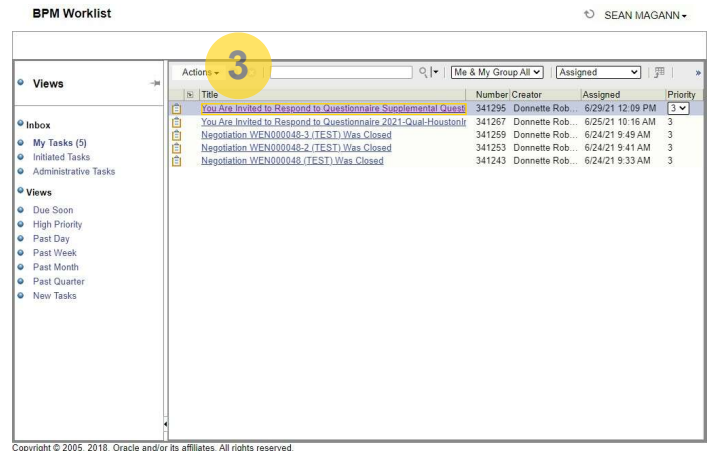 BPM Worklist
SEAN MAGANN
3
Actions
Me & My Group All
Assigned
»
Views
Title Number Creator Assigned Priority
You Are Invited to Respond to Questionnaire Supplemental Questi 341295 Donnette Rob... 6/29/21 12:09 PM 3
You Are Invited to Respond to Questionnaire 2021-Qual-HoustonIr 341267 Donnette Rob... 6/25/21 10:16 AM 3
Negotiation WEN000048-3 (TEST) Was Closed 341259 Donnette Rob... 6/24/21 9:49 AM 3
Negotiation WEN000048-2 (TEST) Was Closed 341253 Donnette Rob... 6/24/21 9:41 AM 3
Negotiation WEN000048 (TEST) Was Closed 341243 Donnette Rob... 6/24/21 9:33 AM 3
Inbox
My Tasks (5)
Initiated Tasks
Administrative Tasks
Views
Due Soon
High Priority
Past Day
Past Week
Past Month
Past Quarter
New Tasks
Copyright © 2005, 2018, Oracle and/or its affiliates. All rights reserved.